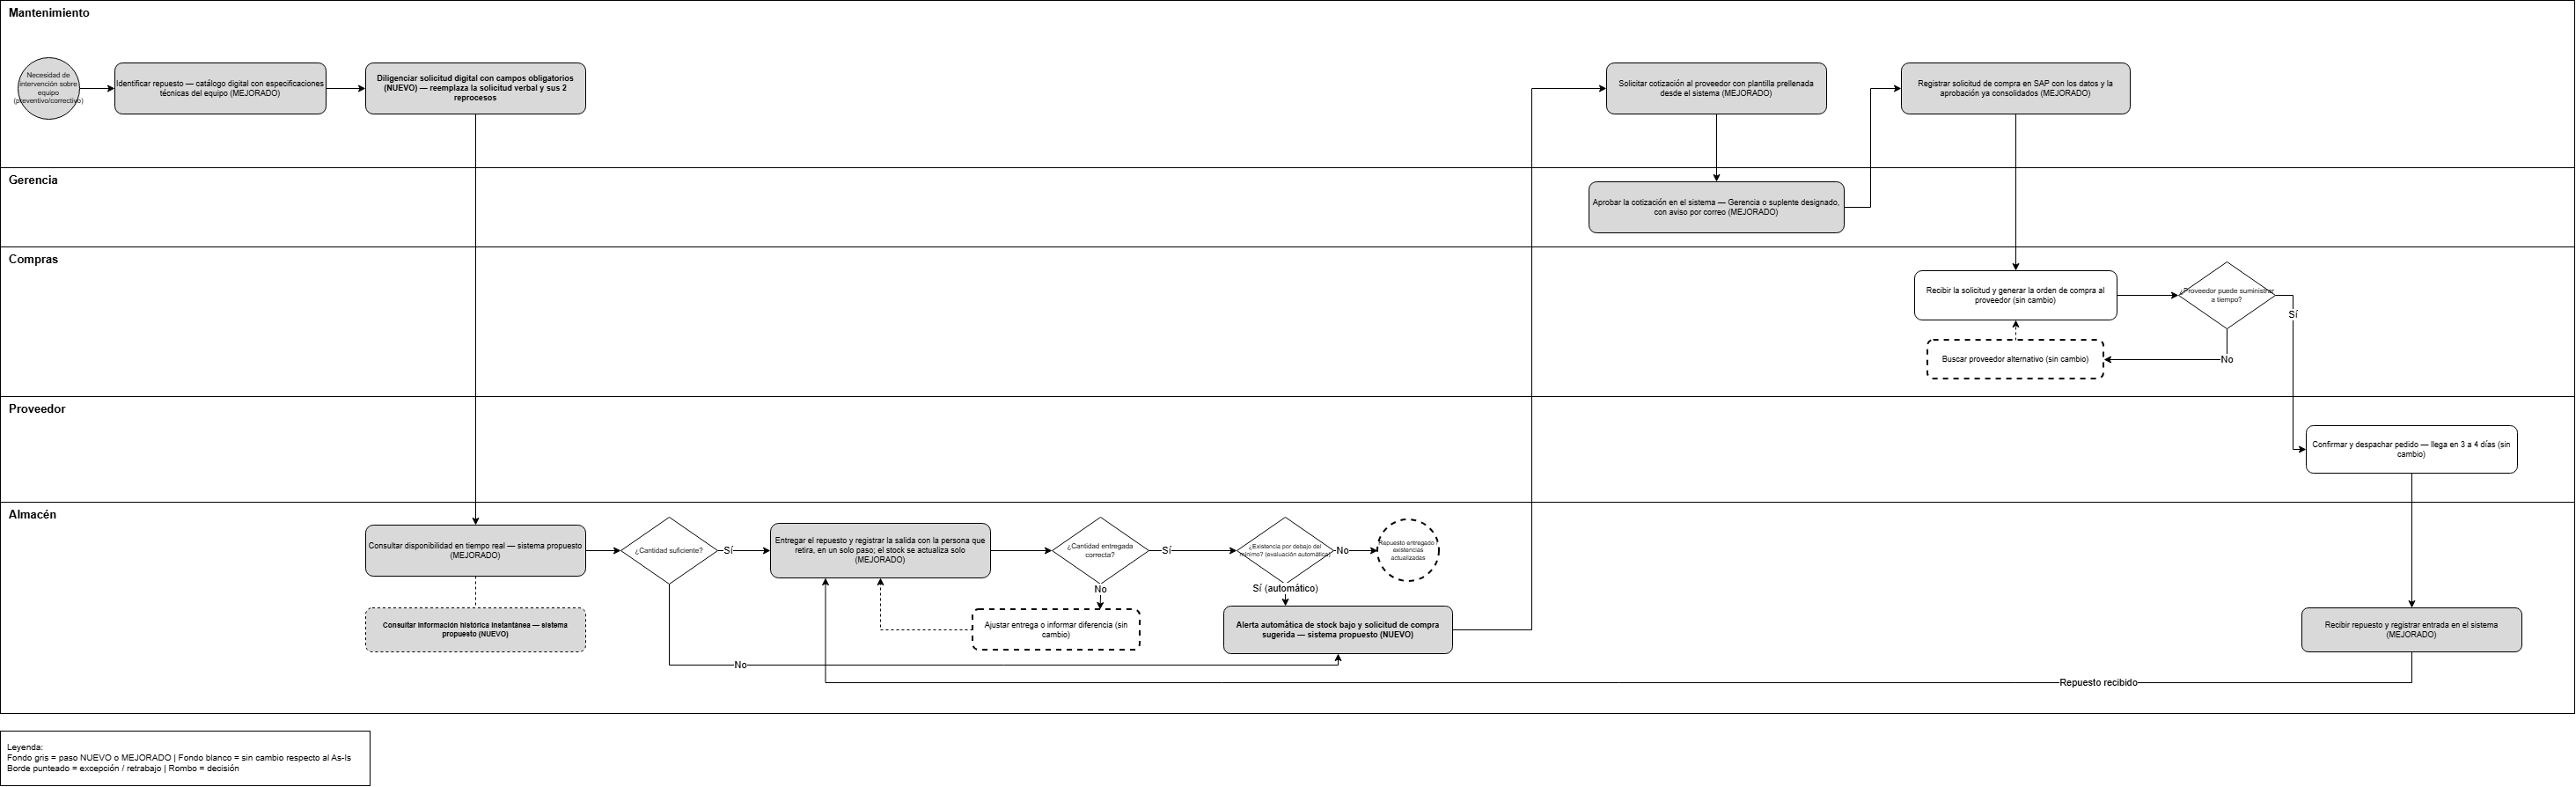 Mantenimiento
Necesidad de
intervención sobre
equipo
(preventivo/correctivo)
Identificar repuesto — catálogo digital con especificaciones
técnicas del equipo (MEJORADO)
Diligenciar solicitud digital con campos obligatorios
(NUEVO) — reemplaza la solicitud verbal y sus 2
reprocesos
Solicitar cotización al proveedor con plantilla prellenada
desde el sistema (MEJORADO)
Registrar solicitud de compra en SAP con los datos y la
aprobación ya consolidados (MEJORADO)
Gerencia
Aprobar la cotización en el sistema — Gerencia o suplente designado,
con aviso por correo (MEJORADO)
Compras
Recibir la solicitud y generar la orden de compra al
proveedor (sin cambio)
¿Proveedor puede suministrar
a tiempo?
Sí
Buscar proveedor alternativo (sin cambio)
No
Proveedor
Confirmar y despachar pedido — llega en 3 a 4 días (sin
cambio)
Almacén
Consultar disponibilidad en tiempo real — sistema propuesto
(MEJORADO)
¿Cantidad suficiente?
Sí
Entregar el repuesto y registrar la salida con la persona que
retira, en un solo paso; el stock se actualiza solo
(MEJORADO)
¿Cantidad entregada
correcta?
Sí
¿Existencia por debajo del
mínimo? (evaluación automática)
No
Repuesto entregado
existencias
actualizadas
No
Sí (automático)
Consultar información histórica instantánea — sistema
propuesto (NUEVO)
Ajustar entrega o informar diferencia (sin
cambio)
Alerta automática de stock bajo y solicitud de compra
sugerida — sistema propuesto (NUEVO)
Recibir repuesto y registrar entrada en el sistema
(MEJORADO)
No
Repuesto recibido
Leyenda:
Fondo gris = paso NUEVO o MEJORADO | Fondo blanco = sin cambio respecto al As-Is
Borde punteado = excepción / retrabajo | Rombo = decisión